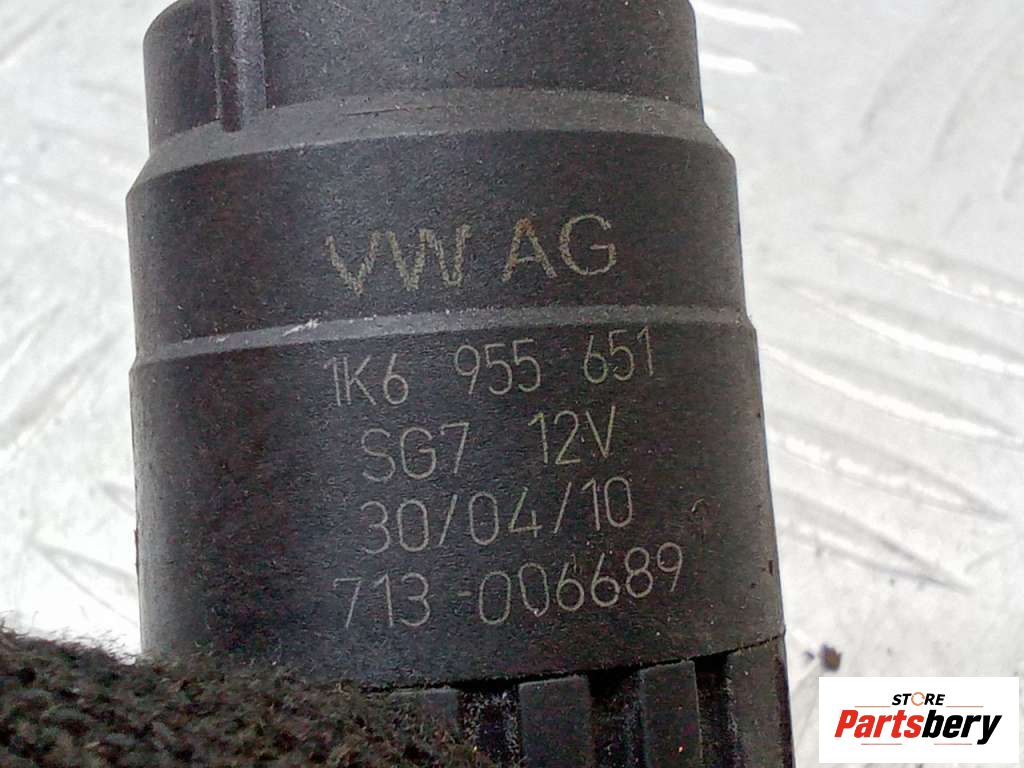 VW AG
1K6 955 651
SG7 12V
30/04/10
713-006689
STORE
Partsbery